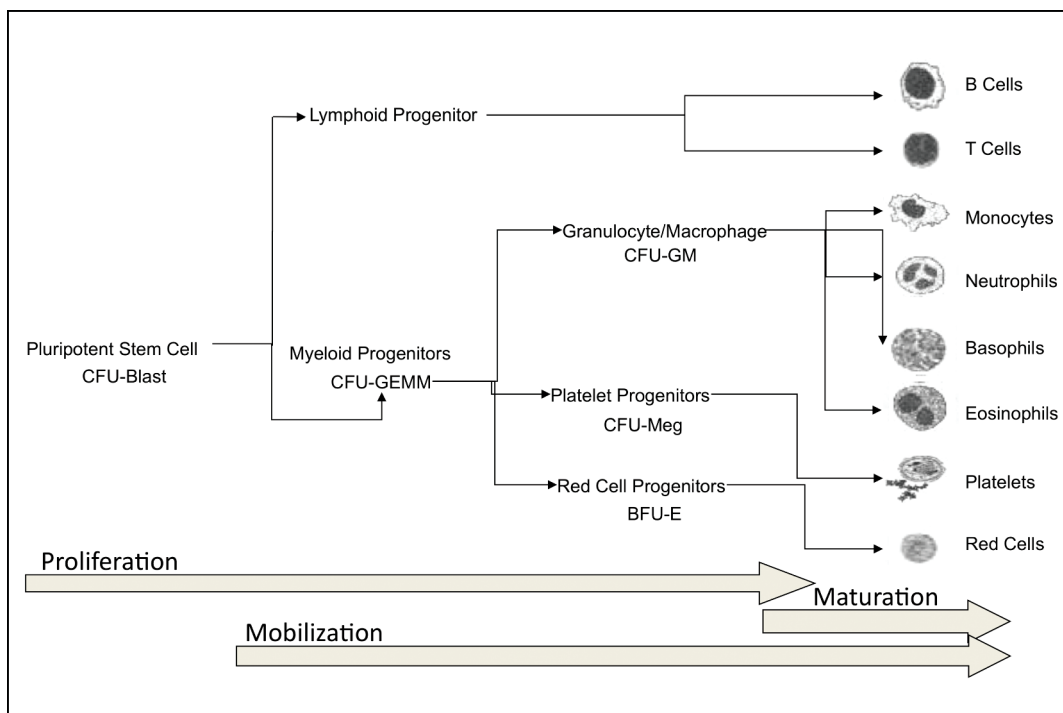 B Cells
Lymphoid Progenitor
T Cells
Monocytes
Granulocyte/Macrophage
CFU-GM
Neutrophils
Pluripotent Stem Cell
CFU-Blast
Myeloid Progenitors
CFU-GEMM
Basophils
Platelet Progenitors
CFU-Meg
Eosinophils
Red Cell Progenitors
BFU-E
Platelets
Red Cells
Proliferation
Maturation
Mobilization